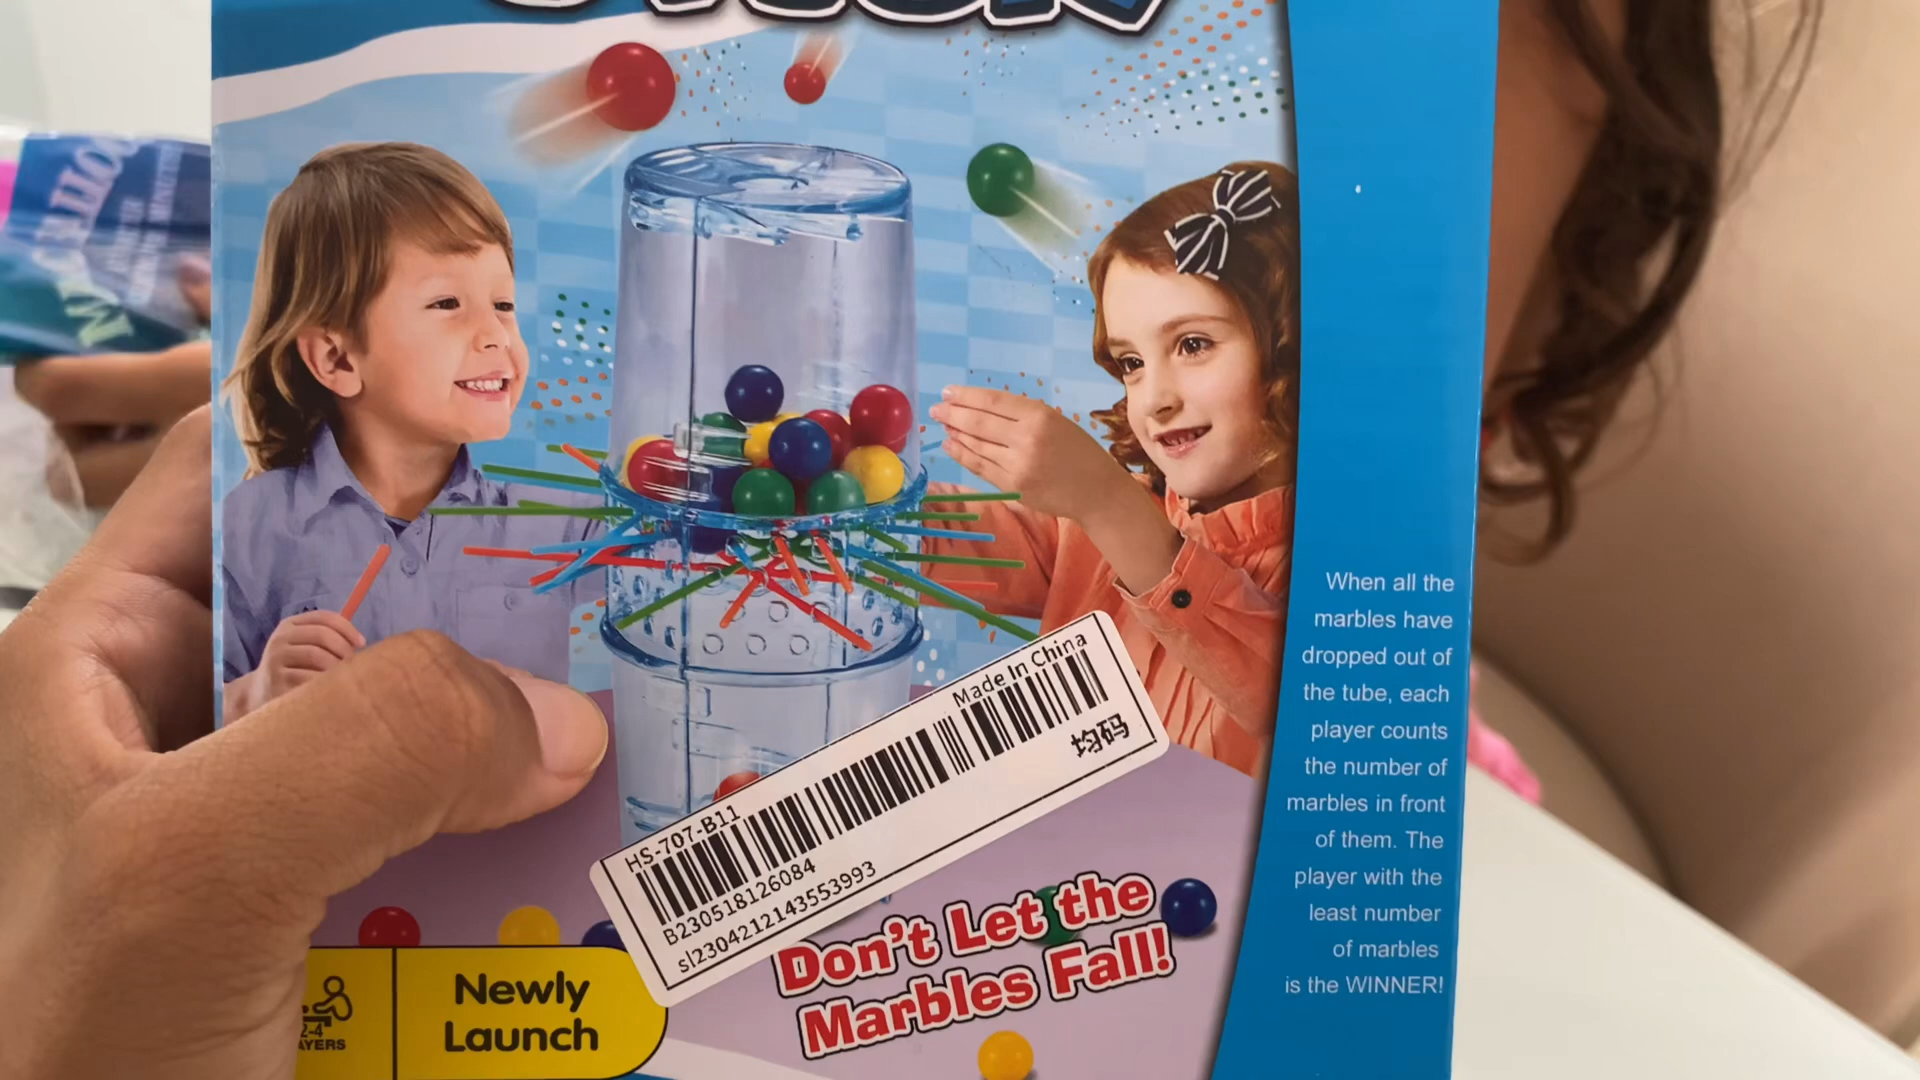 When all the
marbles have
dropped out of
the tube, each
player counts
the number of
marbles in front
of them. The
player with the
least number
of marbles
is the WINNER!
Made In China
均码
HS-707-B11
B230518126084
sl2304212143553993
Don't Let the
Marbles Fall!
Newly
Launch
2-4